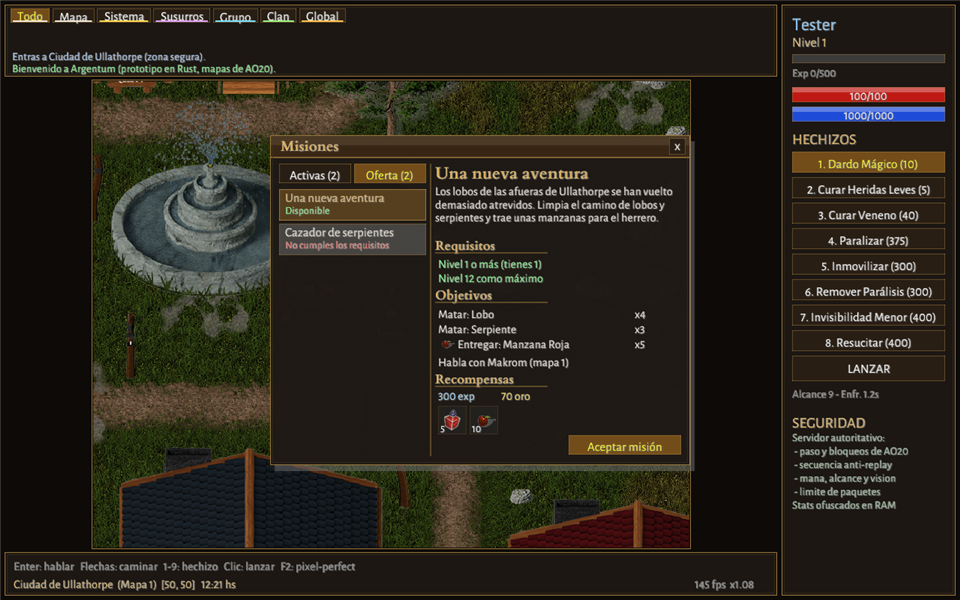 Todo Mapa Sistema Susurros Grupo Clan Global
Entras a Ciudad de Ullathorpe (zona segura).
Bienvenido a Argentum (prototipo en Rust, mapas de AO20).
Misiones
x
Activas (2) Oferta (2)
Una nueva aventura
Disponible
Cazador de serpientes
No cumples los requisitos
Una nueva aventura
Los lobos de las afueras de Ullathorpe se han vuelto
demasiado atrevidos. Limpia el camino de lobos y
serpientes y trae unas manzanas para el herrero.
Requisitos
Nivel 1 o más (tienes 1)
Nivel 12 como máximo
Objetivos
Matar: Lobo x4
Matar: Serpiente x3
Entregar: Manzana Roja x5
Habla con Makrom (mapa 1)
Recompensas
300 exp 70 oro
5 10
Aceptar misión
Tester
Nivel 1
Exp 0/500
100/100
1000/1000
HECHIZOS
1. Dardo Mágico (10)
2. Curar Heridas Leves (5)
3. Curar Veneno (40)
4. Paralizar (375)
5. Inmovilizar (300)
6. Remover Parálisis (300)
7. Invisibilidad Menor (400)
8. Resucitar (400)
LANZAR
Alcance 9 - Enfr. 1.2s
SEGURIDAD
Servidor autoritativo:
- paso y bloqueos de AO20
- secuencia anti-replay
- mana, alcance y vision
- limite de paquetes
Stats ofuscados en RAM
Enter: hablar Flechas: caminar 1-9: hechizo Clic: lanzar F2: pixel-perfect
Ciudad de Ullathorpe (Mapa 1) [50, 50] 12:21 hs
145 fps x1.08